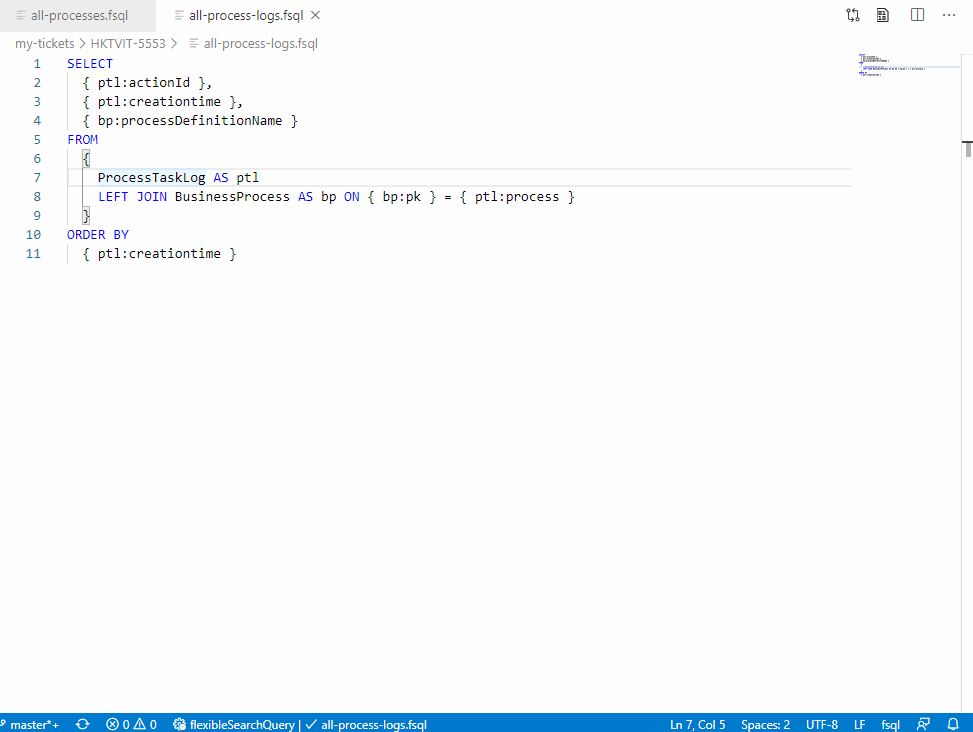 all-processes.fsql all-process-logs.fsql
my-tickets > HKTVIT-5553 > all-process-logs.fsql
1 SELECT
2 { ptl:actionId },
3 { ptl:creationtime },
4 { bp:processDefinitionName }
5 FROM
6 {
7 ProcessTaskLog AS ptl
8 LEFT JOIN BusinessProcess AS bp ON { bp:pk } = { ptl:process }
9 }
10 ORDER BY
11 { ptl:creationtime }
master*+ 0 0 flexibleSearchQuery | ✓ all-process-logs.fsql Ln 7, Col 5 Spaces: 2 UTF-8 LF fsql